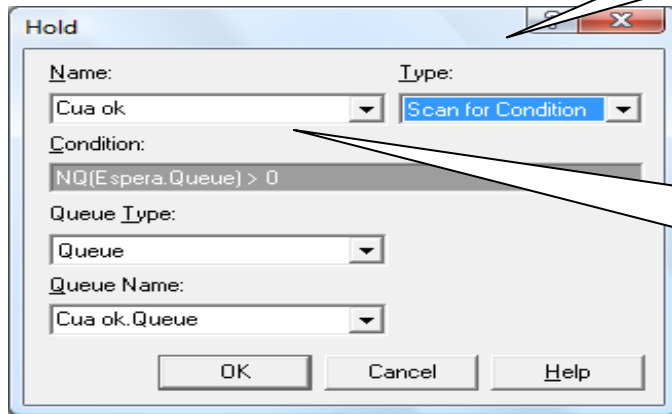 Hold
Name: Type:
Cua ok Scan for Condition
Condition:
NQ(Espera.Queue) > 0
Queue Type:
Queue
Queue Name:
Cua ok.Queue
OK Cancel Help